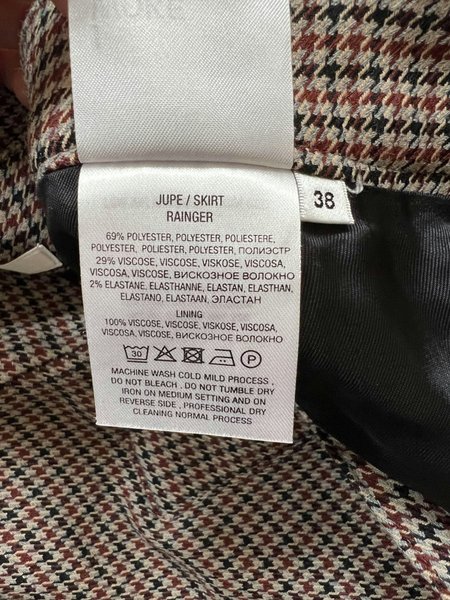 JUPE / SKIRT
RAINGER
38
69% POLYESTER, POLYESTER, POLIESTERE,
POLYESTER, POLIESTER, POLYESTER, ПОЛИЭСТР
29% VISCOSE, VISCOSE, VISKOSE, VISCOSA,
VISCOSA, VISCOSE, ВИСКОЗНОЕ ВОЛОКНО
2% ELASTANE, ELASTHANNE, ELASTAN, ELASTHAN,
ELASTANO, ELASTAAN, ЭЛАСТАН
LINING
100% VISCOSE, VISCOSE, VISKOSE, VISCOSA,
VISCOSA, VISCOSE, ВИСКОЗНОЕ ВОЛОКНО
30
P
MACHINE WASH COLD MILD PROCESS ,
DO NOT BLEACH , DO NOT TUMBLE DRY
IRON ON MEDIUM SETTING AND ON
REVERSE SIDE , PROFESSIONAL DRY
CLEANING NORMAL PROCESS